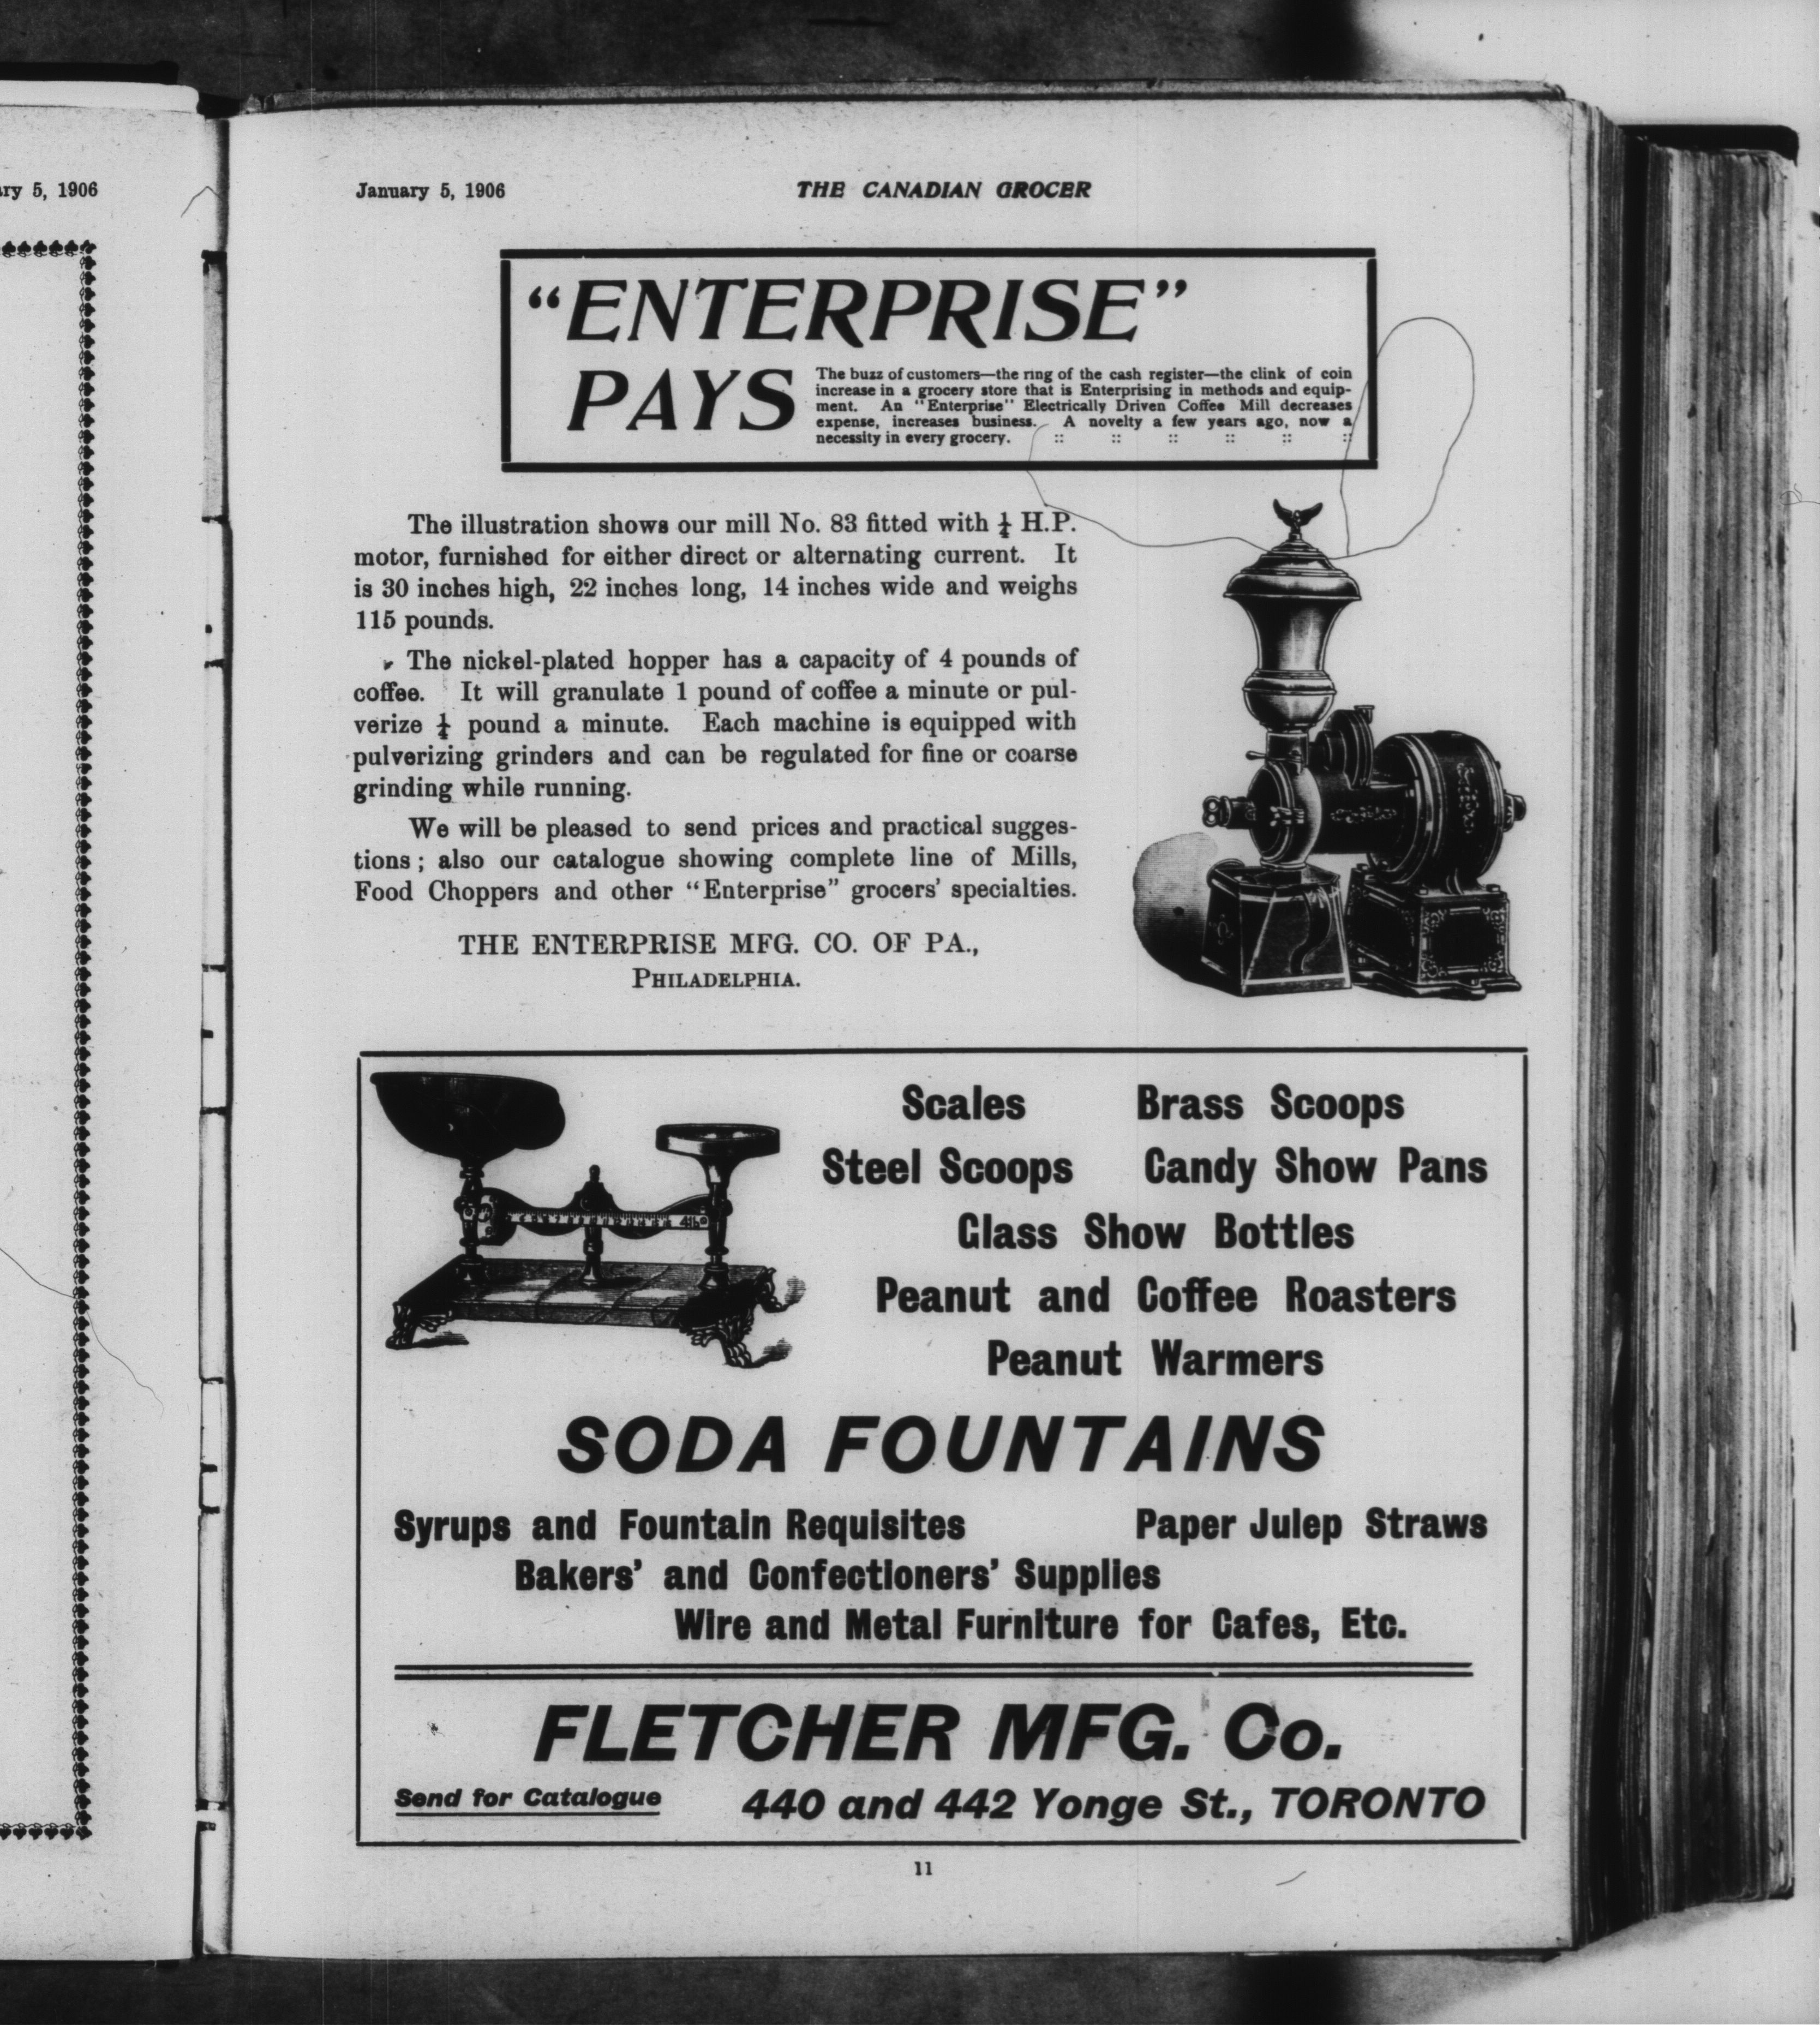 ry 5, 1906
January 5, 1906 THE CANADIAN GROCER
"ENTERPRISE"
PAYS
The buzz of customers—the ring of the cash register—the clink of coin
increase in a grocery store that is Enterprising in methods and equip-
ment. An "Enterprise" Electrically Driven Coffee Mill decreases
expense, increases business. A novelty a few years ago, now a
necessity in every grocery. :: :: :: :: :: ::
The illustration shows our mill No. 83 fitted with ¼ H.P.
motor, furnished for either direct or alternating current. It
is 30 inches high, 22 inches long, 14 inches wide and weighs
115 pounds.
The nickel-plated hopper has a capacity of 4 pounds of
coffee. It will granulate 1 pound of coffee a minute or pul-
verize ¼ pound a minute. Each machine is equipped with
pulverizing grinders and can be regulated for fine or coarse
grinding while running.
We will be pleased to send prices and practical sugges-
tions; also our catalogue showing complete line of Mills,
Food Choppers and other "Enterprise" grocers' specialties.
THE ENTERPRISE MFG. CO. OF PA.,
PHILADELPHIA.
Scales Brass Scoops
Steel Scoops Candy Show Pans
Glass Show Bottles
Peanut and Coffee Roasters
Peanut Warmers
SODA FOUNTAINS
Syrups and Fountain Requisites Paper Julep Straws
Bakers' and Confectioners' Supplies
Wire and Metal Furniture for Cafes, Etc.
FLETCHER MFG. Co.
Send for Catalogue 440 and 442 Yonge St., TORONTO
11